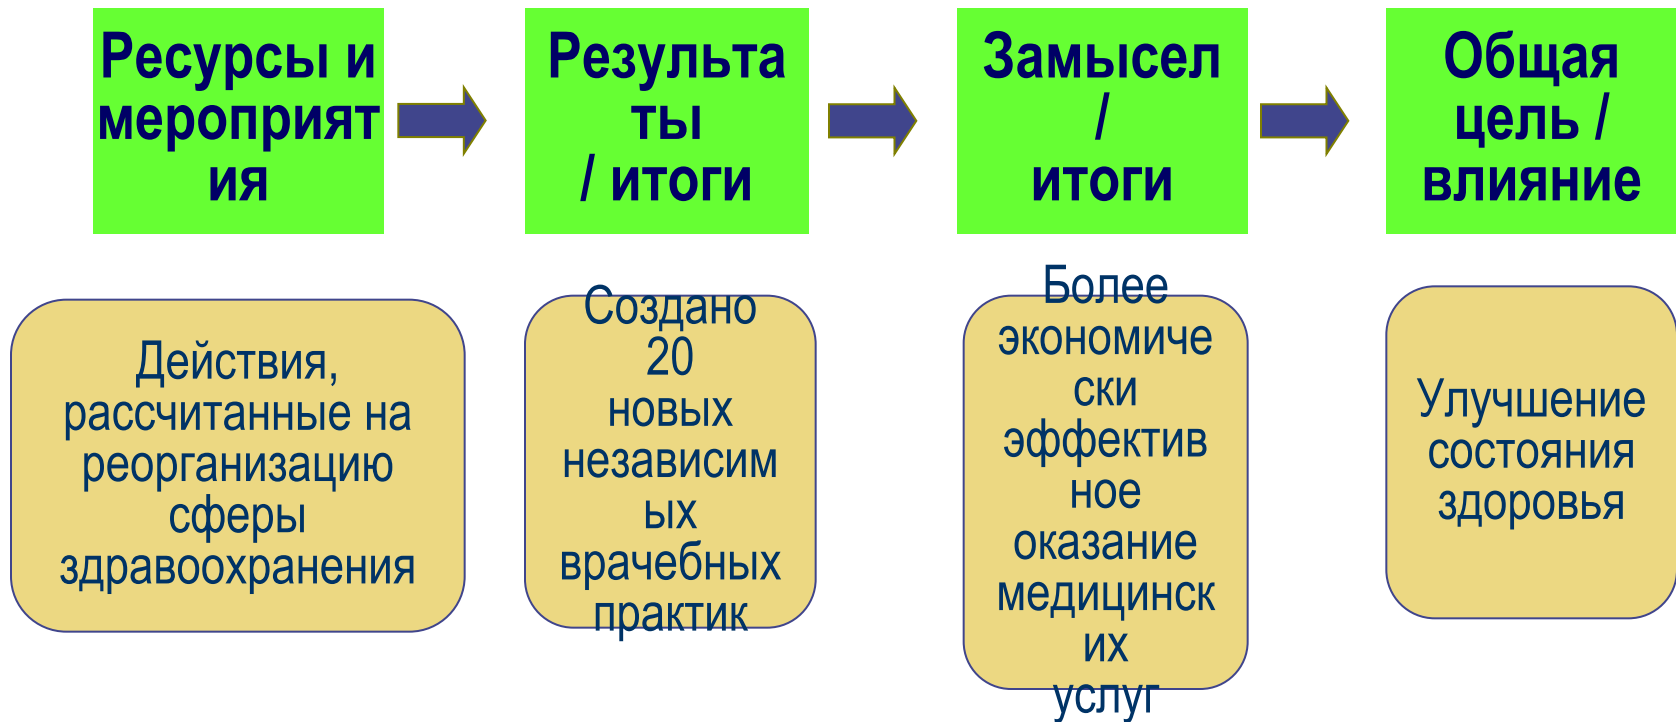 Ресурсы и
мероприят
ия
Результа
ты
/ итоги
Замысел
/
итоги
Общая
цель /
влияние
Действия,
рассчитанные на
реорганизацию
сферы
здравоохранения
Создано
20
новых
независим
ых
врачебных
практик
Более
экономиче
ски
эффектив
ное
оказание
медицинск
их
услуг
Улучшение
состояния
здоровья